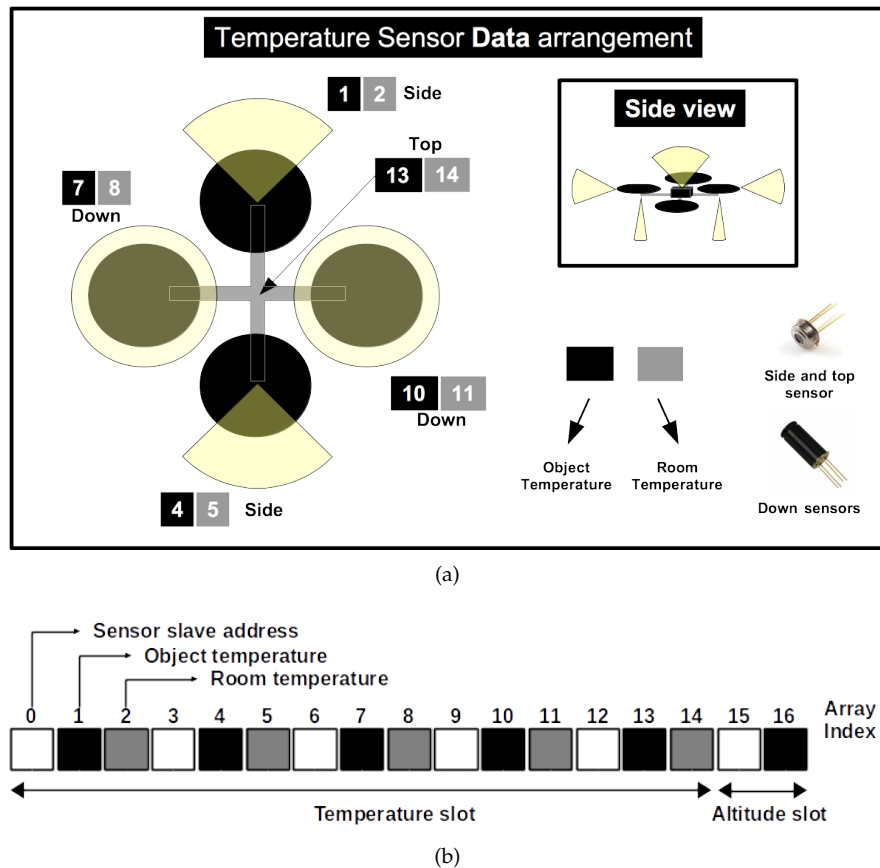 Temperature Sensor Data arrangement
1 2 Side
Top
13 14
7 8
Down
10 11
Down
4 5 Side
Side view
Object
Temperature
Room
Temperature
Side and top
sensor
Down sensors
(a)
Sensor slave address
Object temperature
Room temperature
0 1 2 3 4 5 6 7 8 9 10 11 12 13 14 15 16
Array
Index
Temperature slot
Altitude slot
(b)